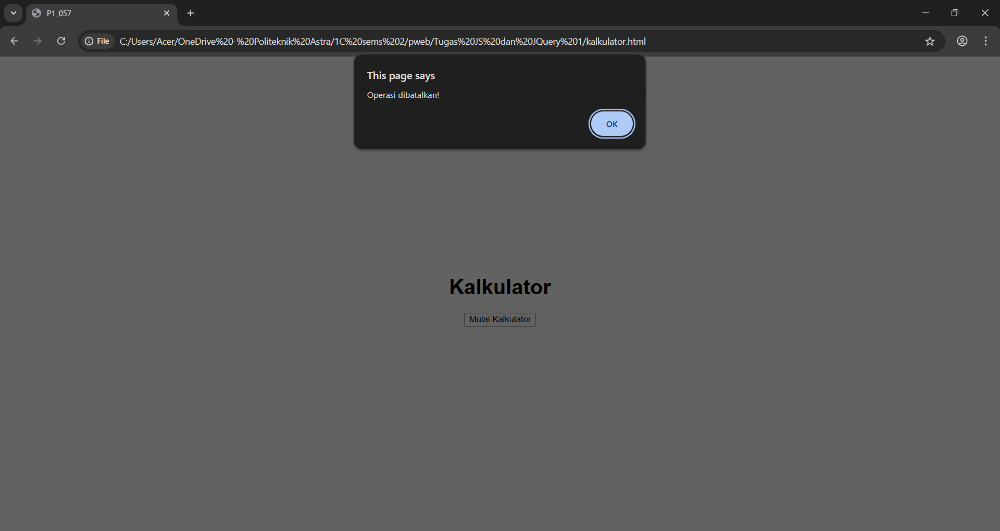 P1_057
File
C:/Users/Acer/OneDrive%20-%20Politeknik%20Astra/1C%20sems%202/pweb/Tugas%20JS%20dan%20JQuery%201/kalkulator.html
This page says
Operasi dibatalkan!
OK
Kalkulator
Mulai Kalkulator